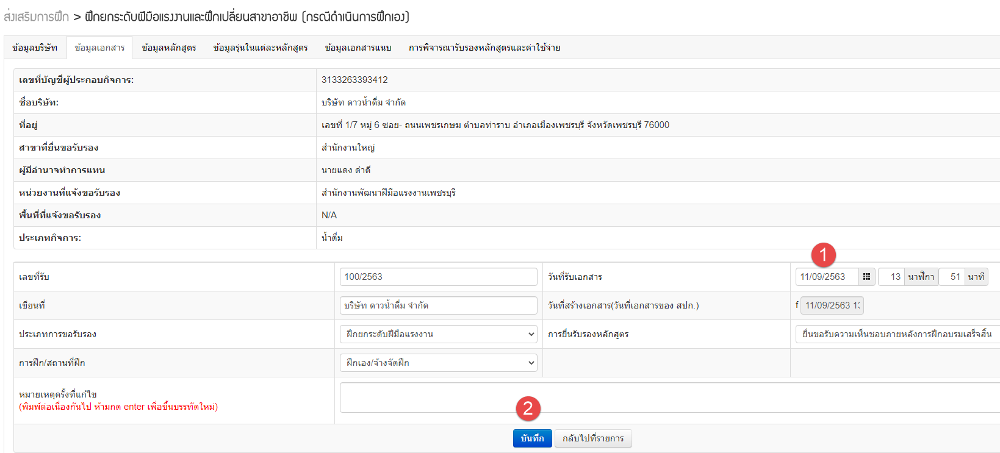 ส่งเสริมการฝึก > ฝึกยกระดับฝีมือแรงงานและฝึกเปลี่ยนสาขาอาชีพ (กรณีดำเนินการฝึกเอง)
ข้อมูลบริษัท ข้อมูลเอกสาร ข้อมูลหลักสูตร ข้อมูลรุ่นในแต่ละหลักสูตร ข้อมูลเอกสารแนบ การพิจารณารับรองหลักสูตรและค่าใช้จ่าย
เลขที่บัญชีผู้ประกอบกิจการ: 3133263393412
ชื่อบริษัท: บริษัท ดาวน้ำดื่ม จำกัด
ที่อยู่ เลขที่ 1/7 หมู่ 6 ซอย- ถนนเพชรเกษม ตำบลท่าราบ อำเภอเมืองเพชรบุรี จังหวัดเพชรบุรี 76000
สาขาที่ยื่นขอรับรอง สำนักงานใหญ่
ผู้มีอำนาจทำการแทน นายแดง ดำดี
หน่วยงานที่แจ้งขอรับรอง สำนักงานพัฒนาฝีมือแรงงานเพชรบุรี
พื้นที่ที่แจ้งขอรับรอง N/A
ประเภทกิจการ: น้ำดื่ม
1
เลขที่รับ 100/2563 วันที่รับเอกสาร 11/09/2563 13 นาฬิกา 51 นาที
เขียนที่ บริษัท ดาวน้ำดื่ม จำกัด วันที่สร้างเอกสาร(วันที่เอกสารของ สปก.) f 11/09/2563 13
ประเภทการขอรับรอง ฝึกยกระดับฝีมือแรงงาน การยื่นรับรองหลักสูตร ยื่นขอรับความเห็นชอบภายหลังการฝึกอบรมเสร็จสิ้น
การฝึก/สถานที่ฝึก ฝึกเอง/จ้างจัดฝึก
หมายเหตุครั้งที่แก้ไข
(พิมพ์ต่อเนื่องกันไป ห้ามกด enter เพื่อขึ้นบรรทัดใหม่)
2
บันทึก กลับไปที่รายการ